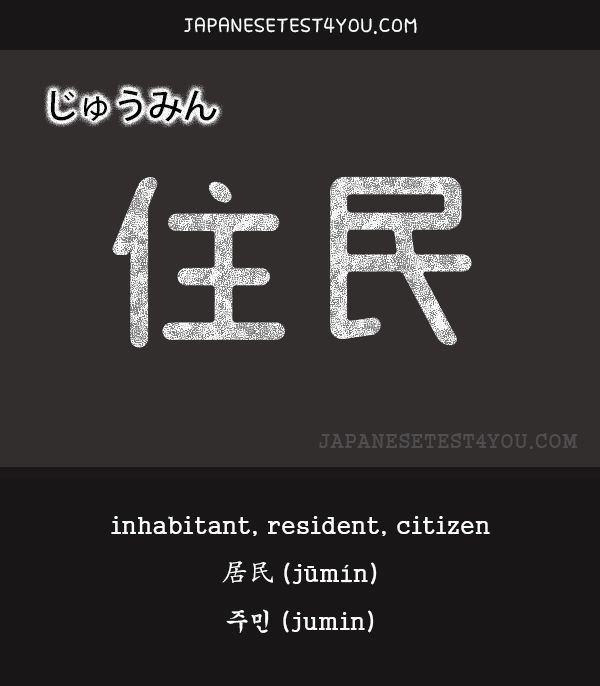 JAPANESETEST4YOU.COM
じゅうみん
住民
JAPANESETEST4YOU.COM
inhabitant, resident, citizen
居民 (jūmín)
주민 (jumin)